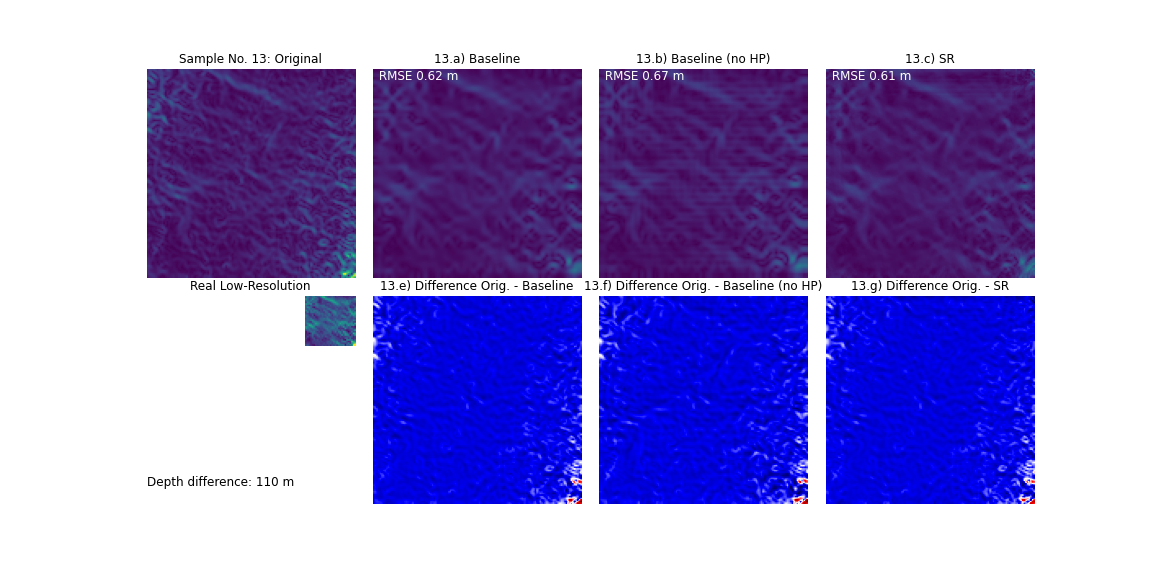 Sample No. 13: Original
13.a) Baseline
13.b) Baseline (no HP)
13.c) SR
RMSE 0.62 m
RMSE 0.67 m
RMSE 0.61 m
Real Low-Resolution
13.e) Difference Orig. - Baseline
13.f) Difference Orig. - Baseline (no HP)
13.g) Difference Orig. - SR
Depth difference: 110 m